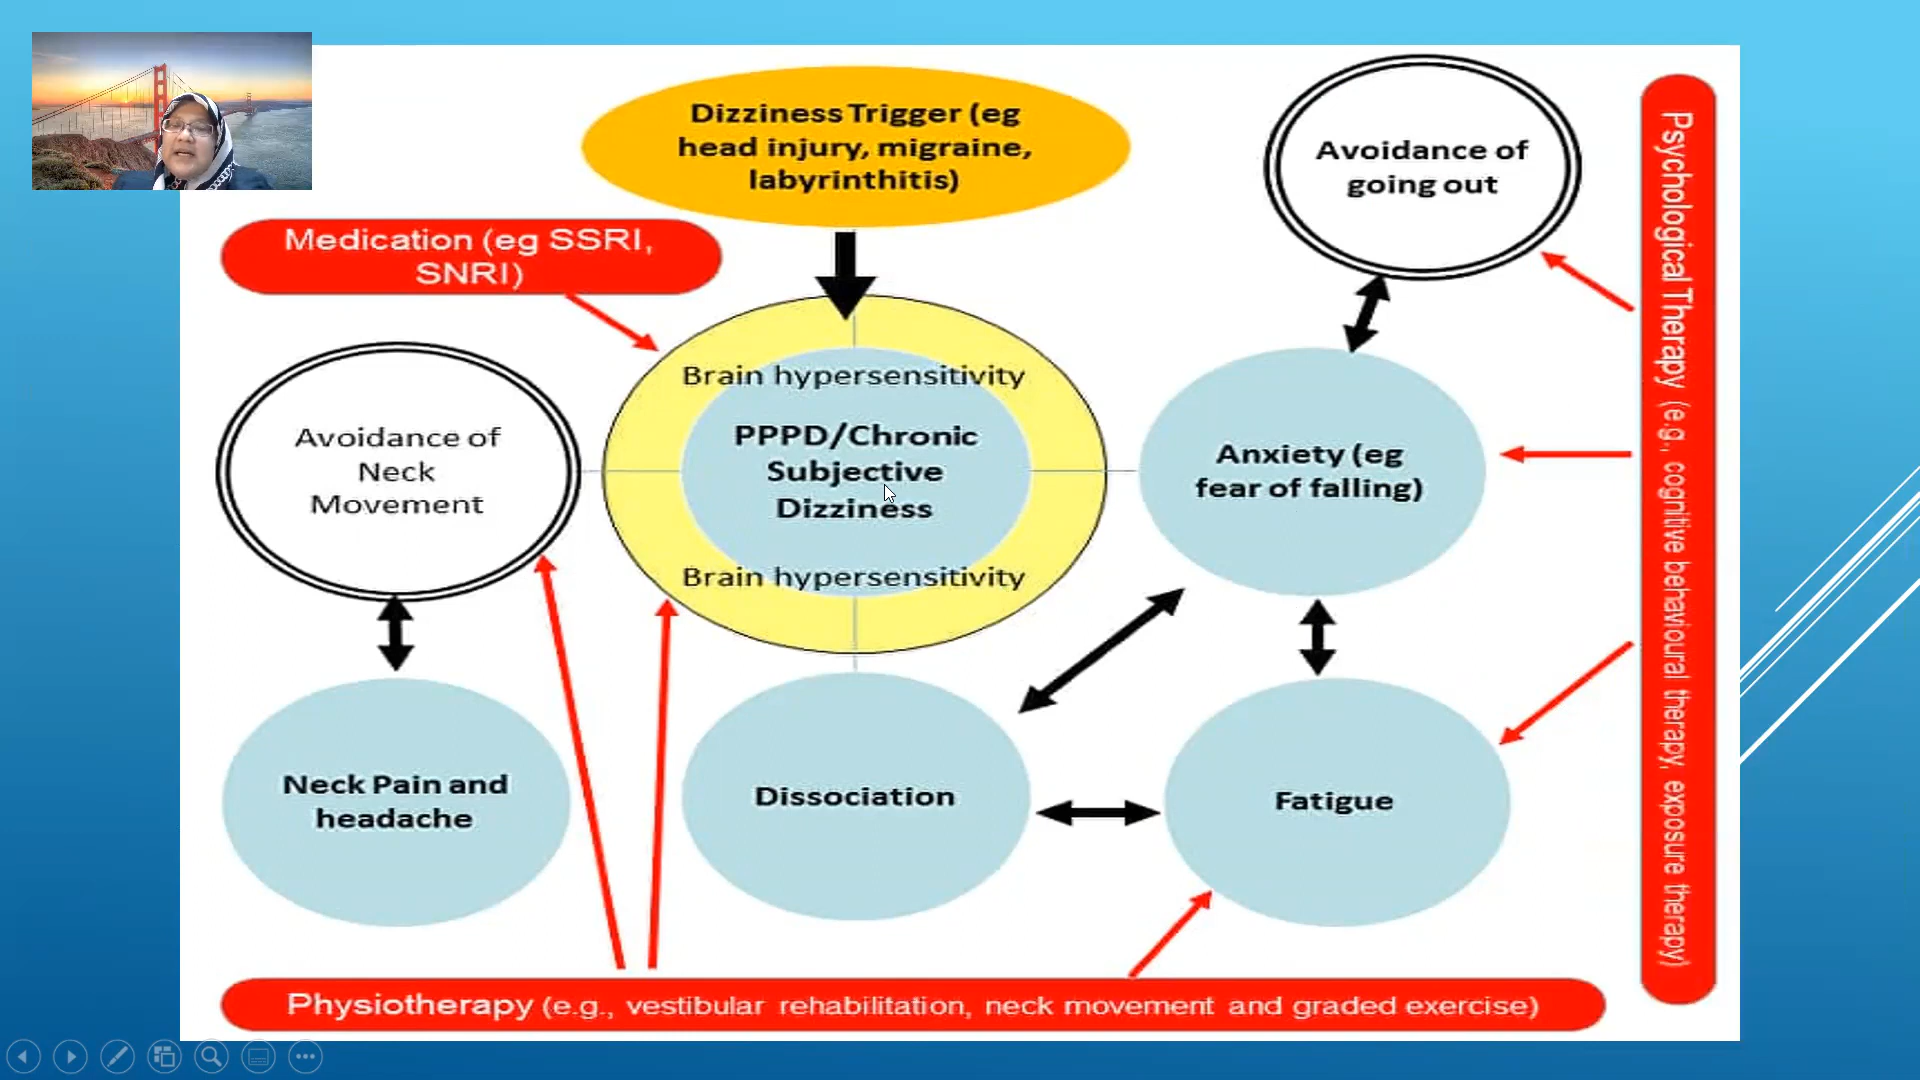 Dizziness Trigger (eg
head injury, migraine,
labyrinthitis)
Avoidance of
going out
Medication (eg SSRI,
SNRI)
Brain hypersensitivity
PPPD/Chronic
Subjective
Dizziness
Brain hypersensitivity
Avoidance of
Neck
Movement
Anxiety (eg
fear of falling)
Neck Pain and
headache
Dissociation
Fatigue
Psychological Therapy (e.g., cognitive behavioural therapy, exposure therapy)
Physiotherapy (e.g., vestibular rehabilitation, neck movement and graded exercise)